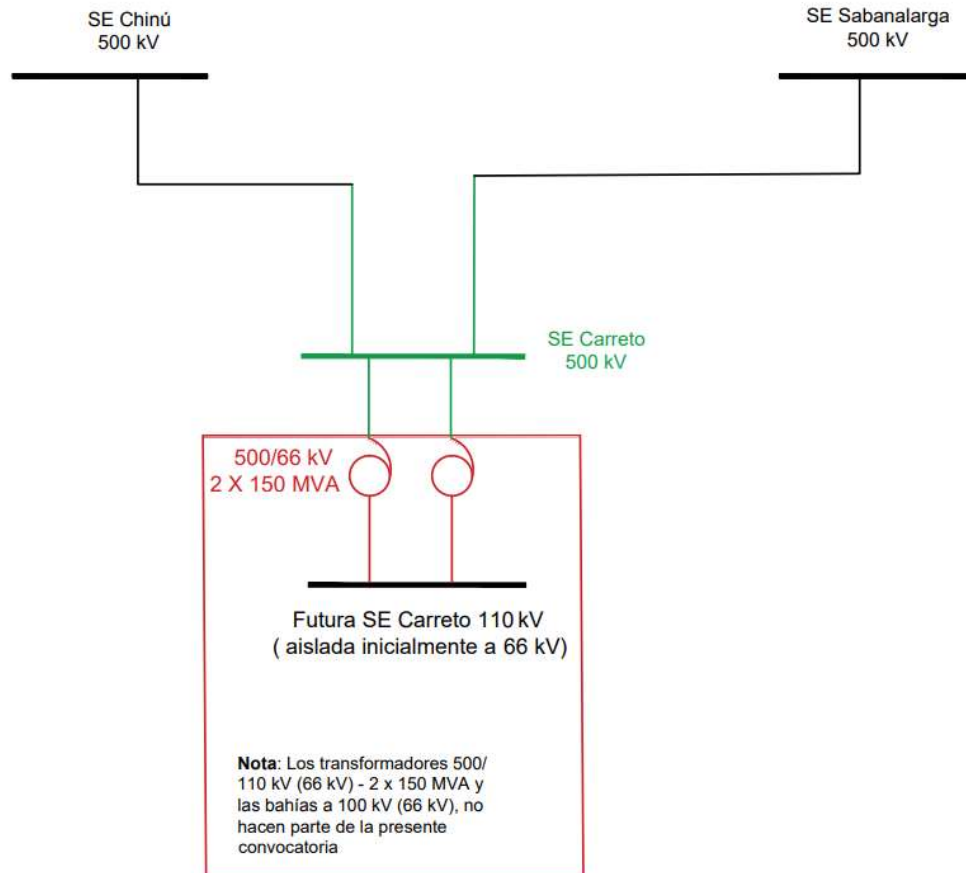 SE Chinú
500 kV
SE Sabanalarga
500 kV
SE Carreto
500 kV
500/66 kV
2 X 150 MVA
Futura SE Carreto 110 kV
( aislada inicialmente a 66 kV)
Nota: Los transformadores 500/
110 kV (66 kV) - 2 x 150 MVA y
las bahías a 100 kV (66 kV), no
hacen parte de la presente
convocatoria